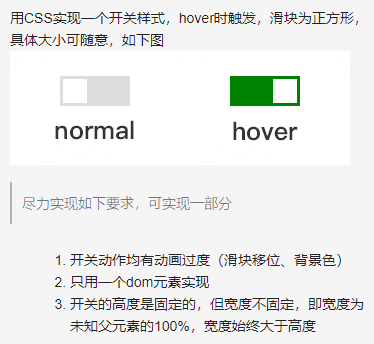 用CSS实现一个开关样式，hover时触发，滑块为正方形，
具体大小可随意，如下图
normal
hover
尽力实现如下要求，可实现一部分
1. 开关动作均有动画过度（滑块移位、背景色）
2. 只用一个dom元素实现
3. 开关的高度是固定的，但宽度不固定，即宽度为
未知父元素的100%，宽度始终大于高度